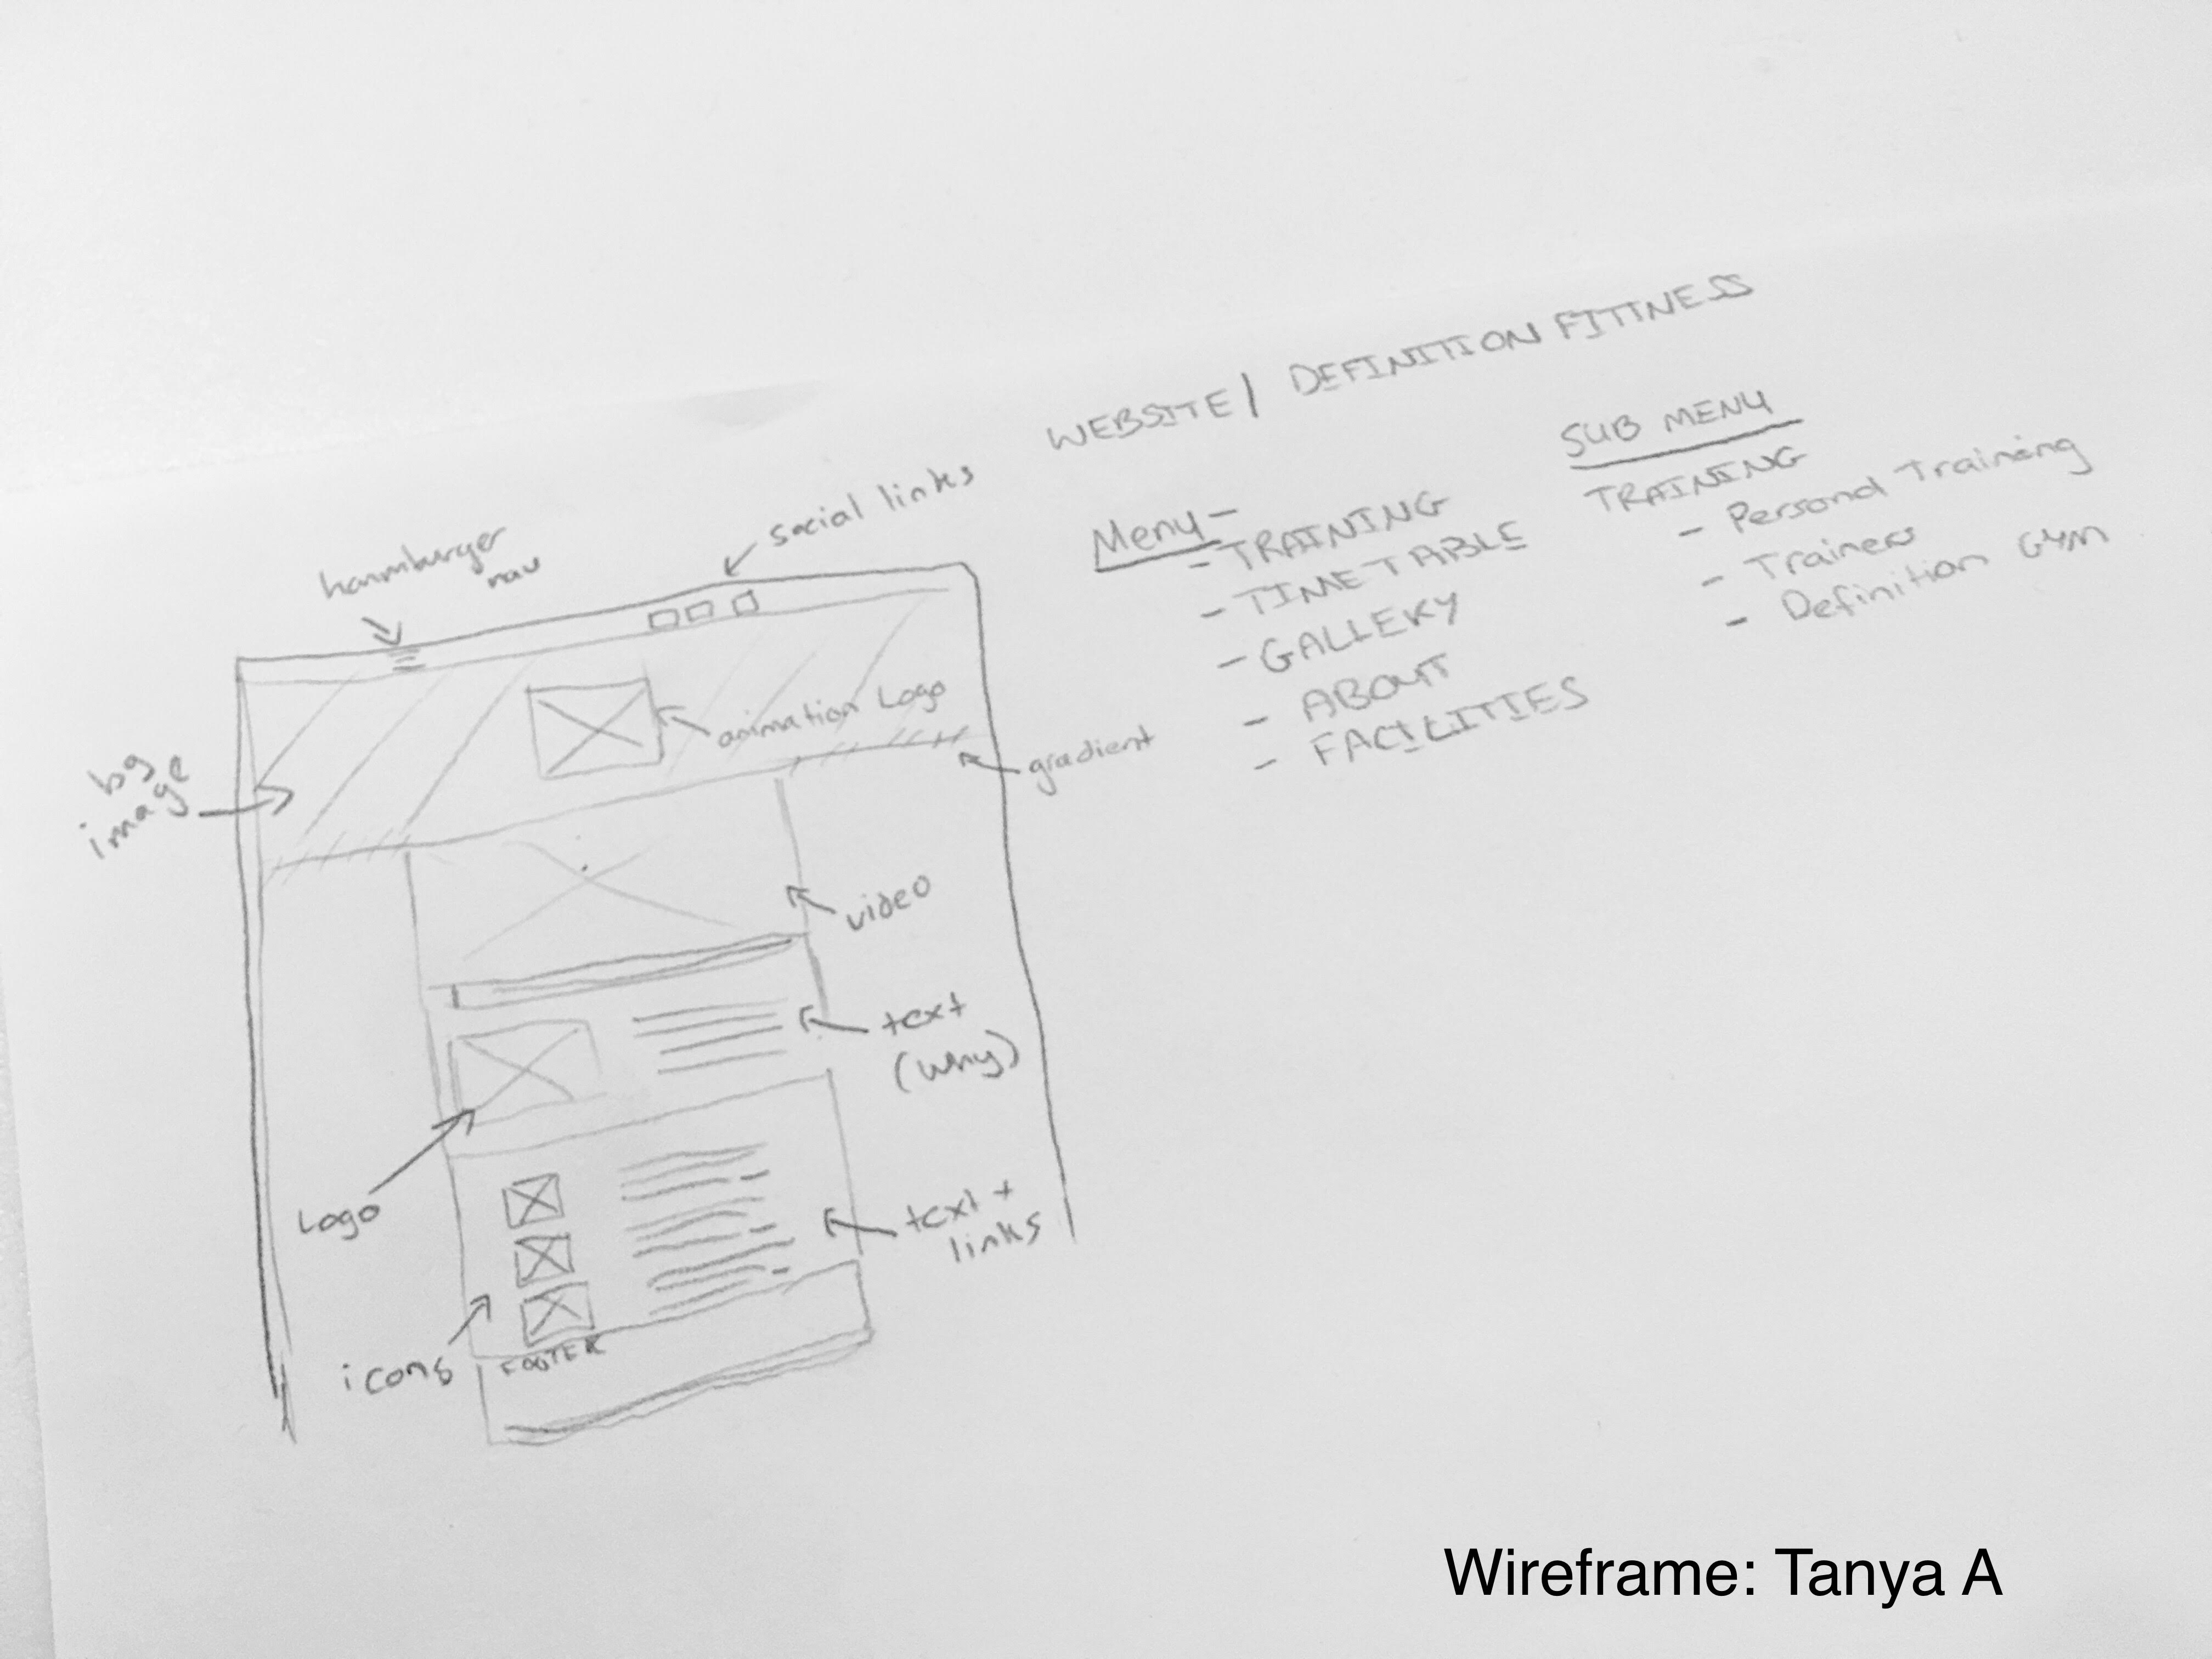 WEBSITE / DEFINITION FITTNESS
Menu -
- TRAINING
- TIMETABLE
- GALLERY
- ABOUT
- FACILITIES
SUB MENU
TRAINING
- Personal Training
- Trainers
- Definition GYM
hamburger
nav
social links
animation Logo
gradient
bg
image
video
text
(why)
Logo
text +
links
icons
FOOTER
Wireframe: Tanya A